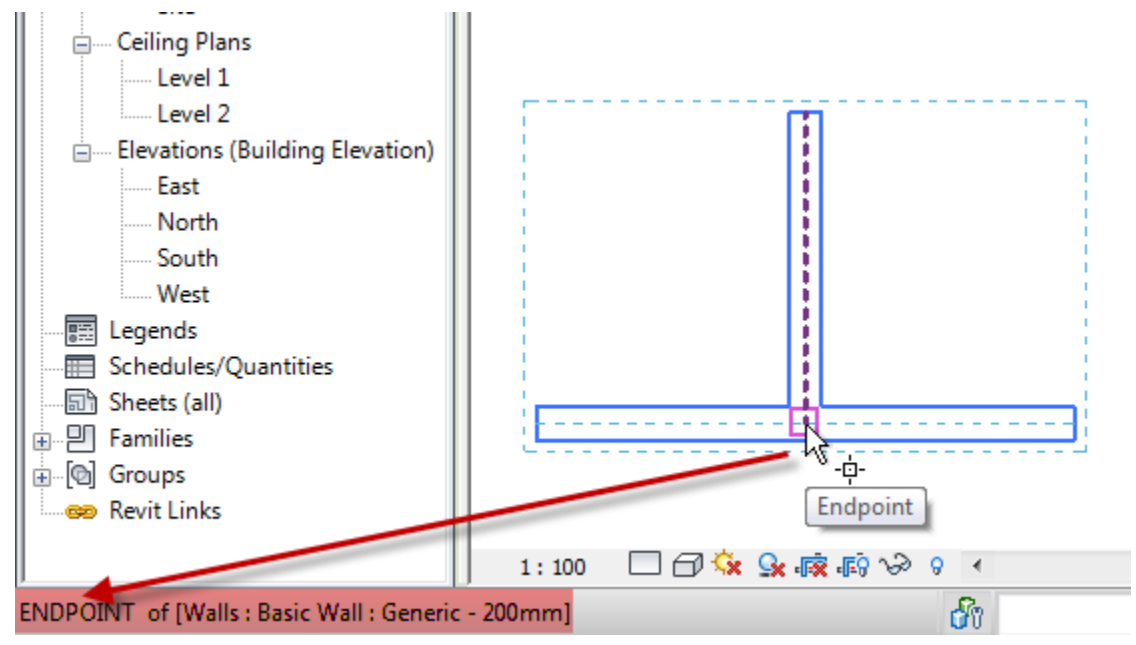 Ceiling Plans
Level 1
Level 2
Elevations (Building Elevation)
East
North
South
West
Legends
Schedules/Quantities
Sheets (all)
Families
Groups
Revit Links
Endpoint
1 : 100
ENDPOINT of [Walls : Basic Wall : Generic - 200mm]